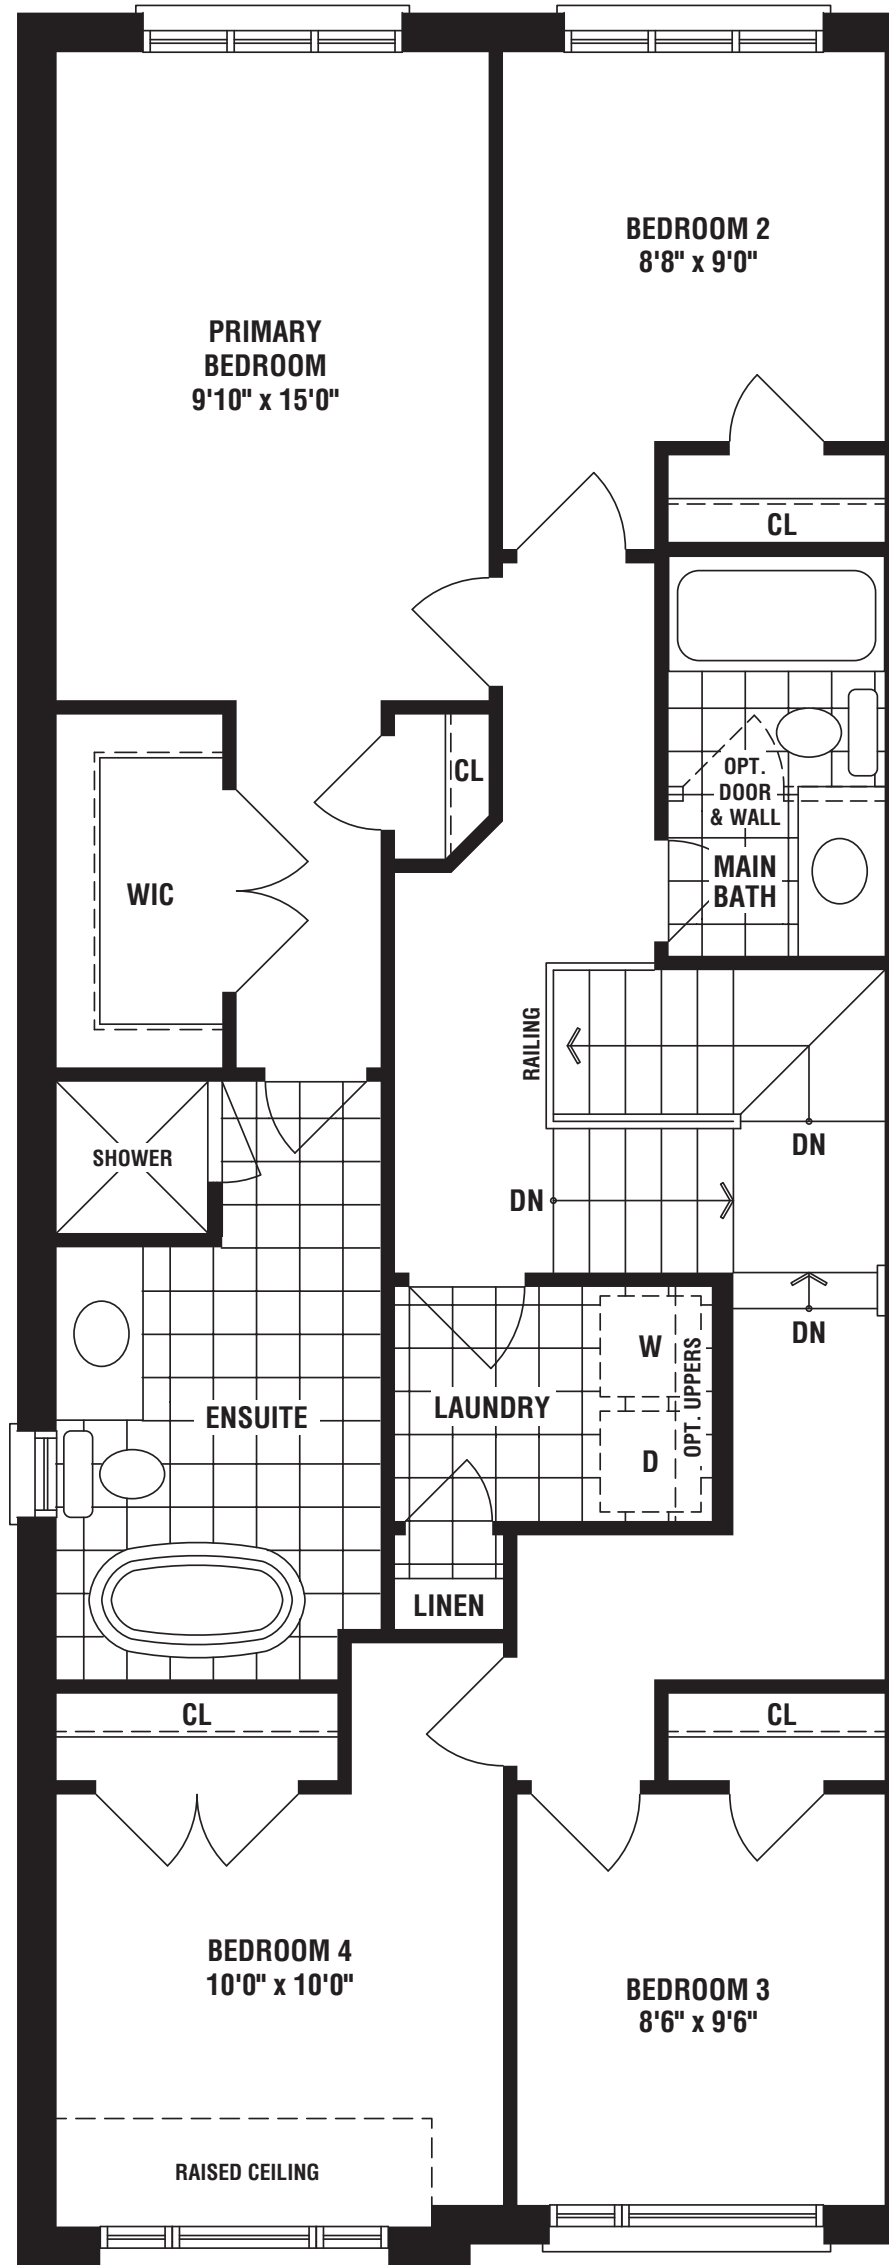 BEDROOM 2
8'8" x 9'0"
PRIMARY
BEDROOM
9'10" x 15'0"
CL
CL
OPT.
DOOR
& WALL
MAIN
BATH
WIC
RAILING
SHOWER
DN
DN
DN
W
OPT. UPPERS
LAUNDRY
ENSUITE
D
LINEN
CL
CL
BEDROOM 4
10'0" x 10'0"
BEDROOM 3
8'6" x 9'6"
RAISED CEILING